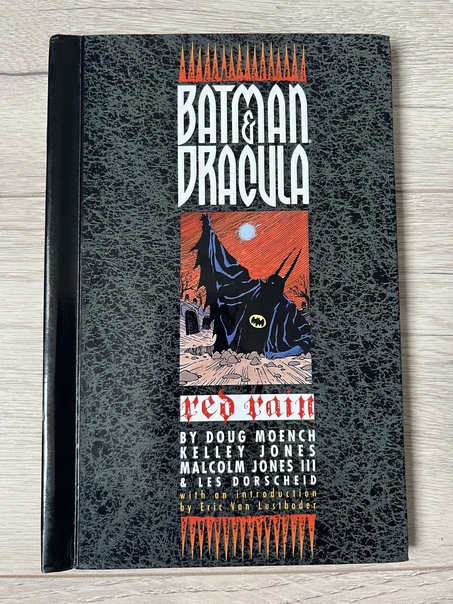 BATMAN
&
DRACULA
red rain
BY DOUG MOENCH
KELLEY JONES
MALCOLM JONES III
& LES DORSCHEID
with an introduction
by Eric Van Lustbader